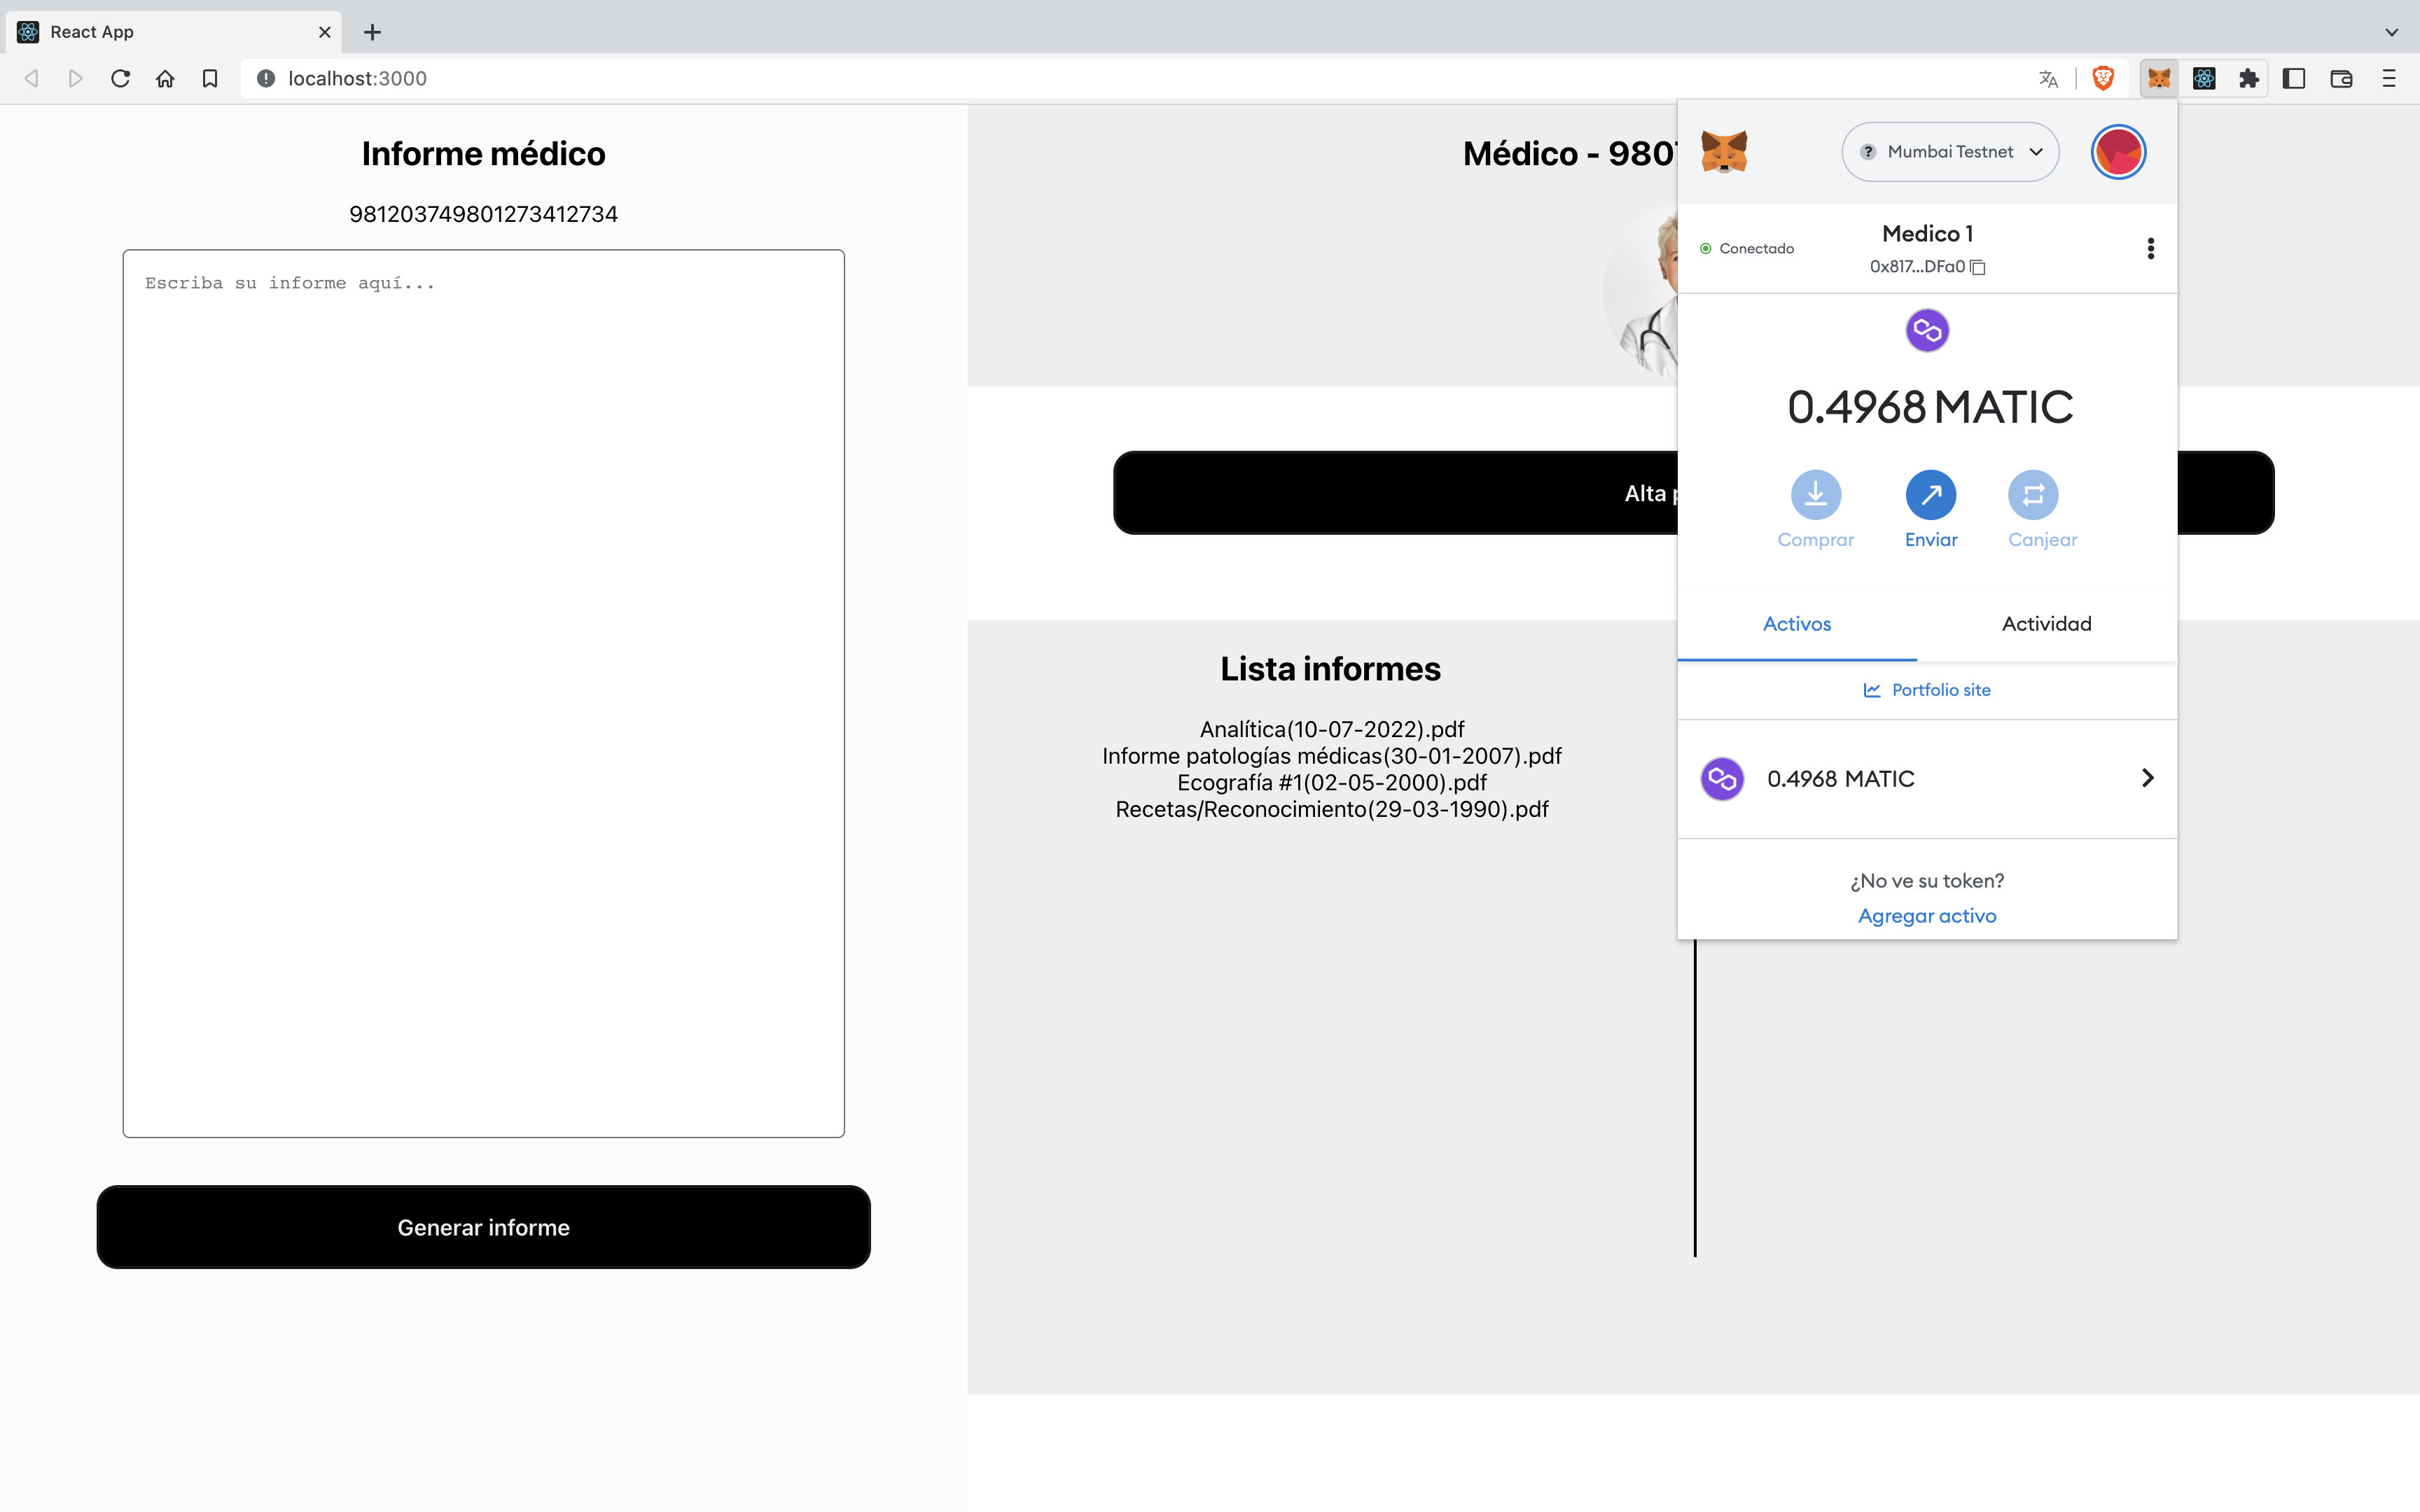 React App
localhost:3000
Informe médico
981203749801273412734
Escriba su informe aquí...
Generar informe
Médico - 980
Alta
Lista informes
Analítica(10-07-2022).pdf
Informe patologías médicas(30-01-2007).pdf
Ecografía #1(02-05-2000).pdf
Recetas/Reconocimiento(29-03-1990).pdf
Mumbai Testnet
Conectado
Medico 1
0x817...DFa0
0.4968 MATIC
Comprar
Enviar
Canjear
Activos
Actividad
Portfolio site
0.4968 MATIC
¿No ve su token?
Agregar activo